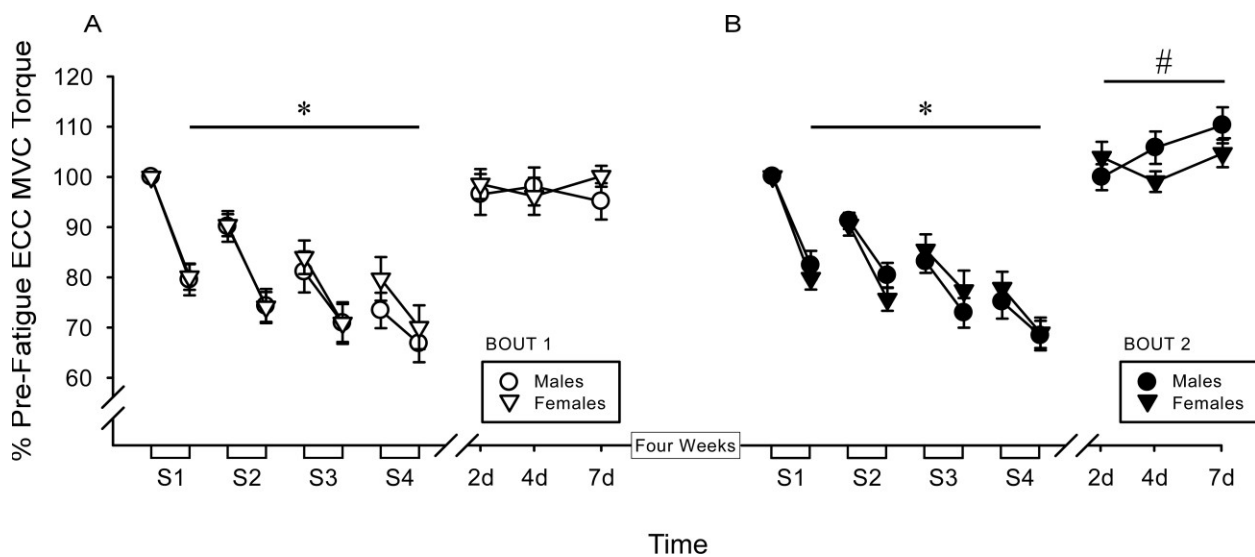 A
B
% Pre-Fatigue ECC MVC Torque
120
110
100
90
80
70
60
*
*
#
BOUT 1
Males
Females
BOUT 2
Males
Females
Four Weeks
S1 S2 S3 S4 2d 4d 7d
S1 S2 S3 S4 2d 4d 7d
Time